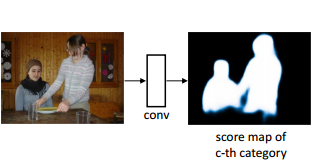 conv
score map of
c-th category